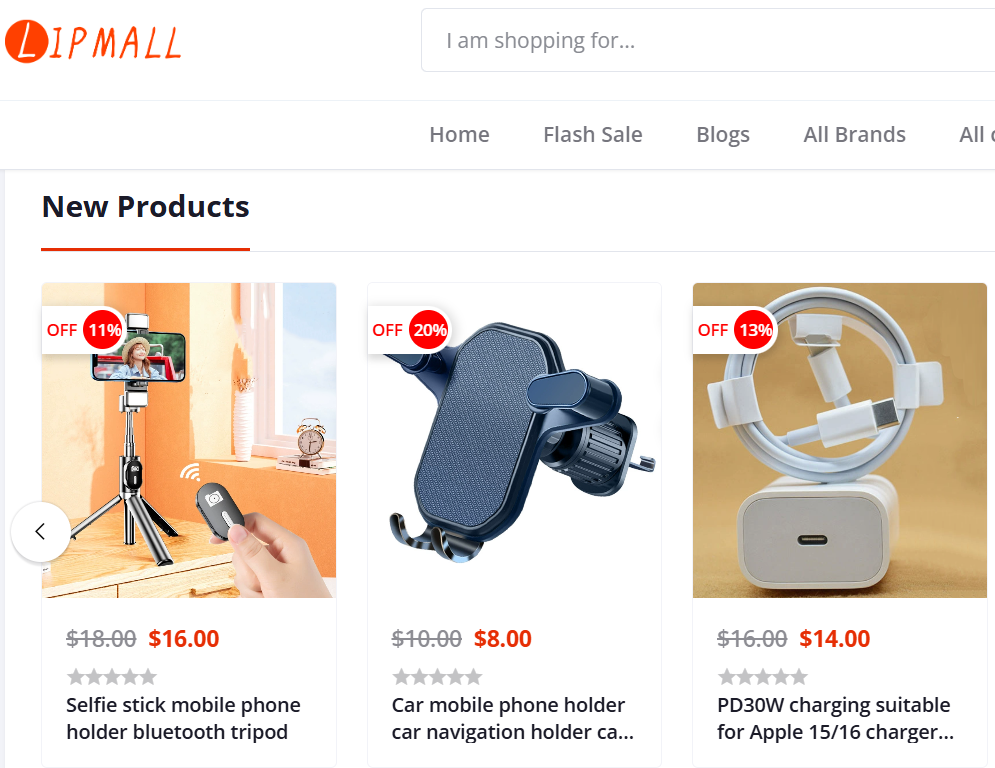 LIPMALL
I am shopping for...
Home Flash Sale Blogs All Brands All
New Products
OFF 11%
OFF 20%
OFF 13%
$18.00 $16.00
$10.00 $8.00
$16.00 $14.00
Selfie stick mobile phone
holder bluetooth tripod
Car mobile phone holder
car navigation holder ca...
PD30W charging suitable
for Apple 15/16 charger...